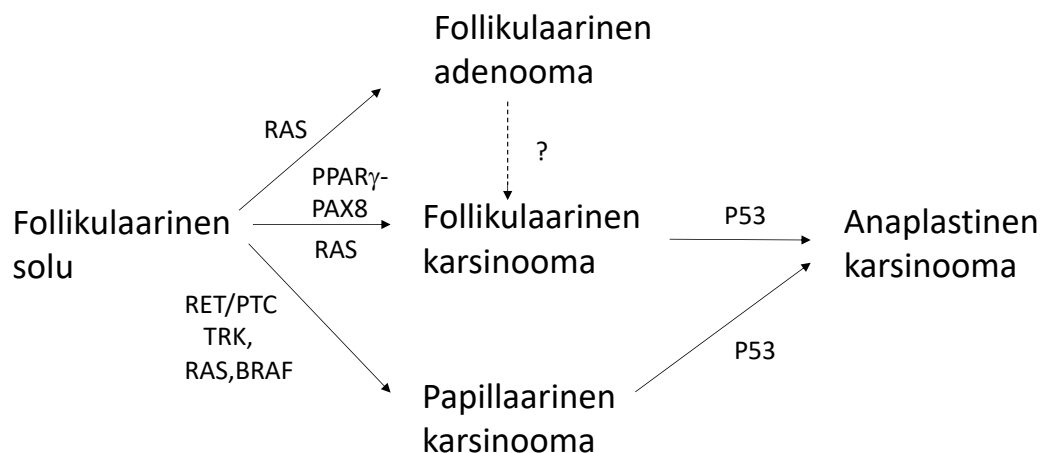 Follikulaarinen
adenooma
RAS
?
PPARγ-
PAX8
Follikulaarinen
solu
RAS
Follikulaarinen
karsinooma
P53
Anaplastinen
karsinooma
RET/PTC
TRK,
RAS,BRAF
P53
Papillaarinen
karsinooma